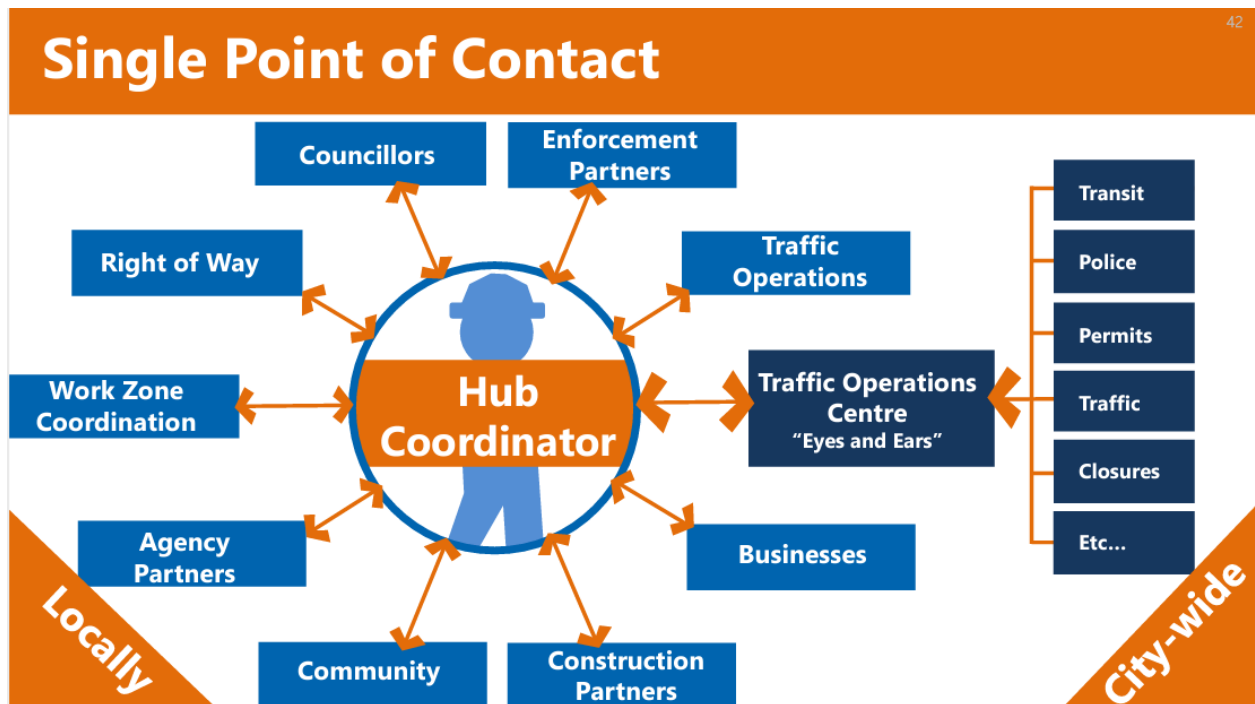 42
Single Point of Contact
Councillors
Enforcement
Partners
Right of Way
Traffic
Operations
Work Zone
Coordination
Hub
Coordinator
Traffic Operations
Centre
“Eyes and Ears”
Agency
Partners
Businesses
Community
Construction
Partners
Transit
Police
Permits
Traffic
Closures
Etc...
Locally
City-wide